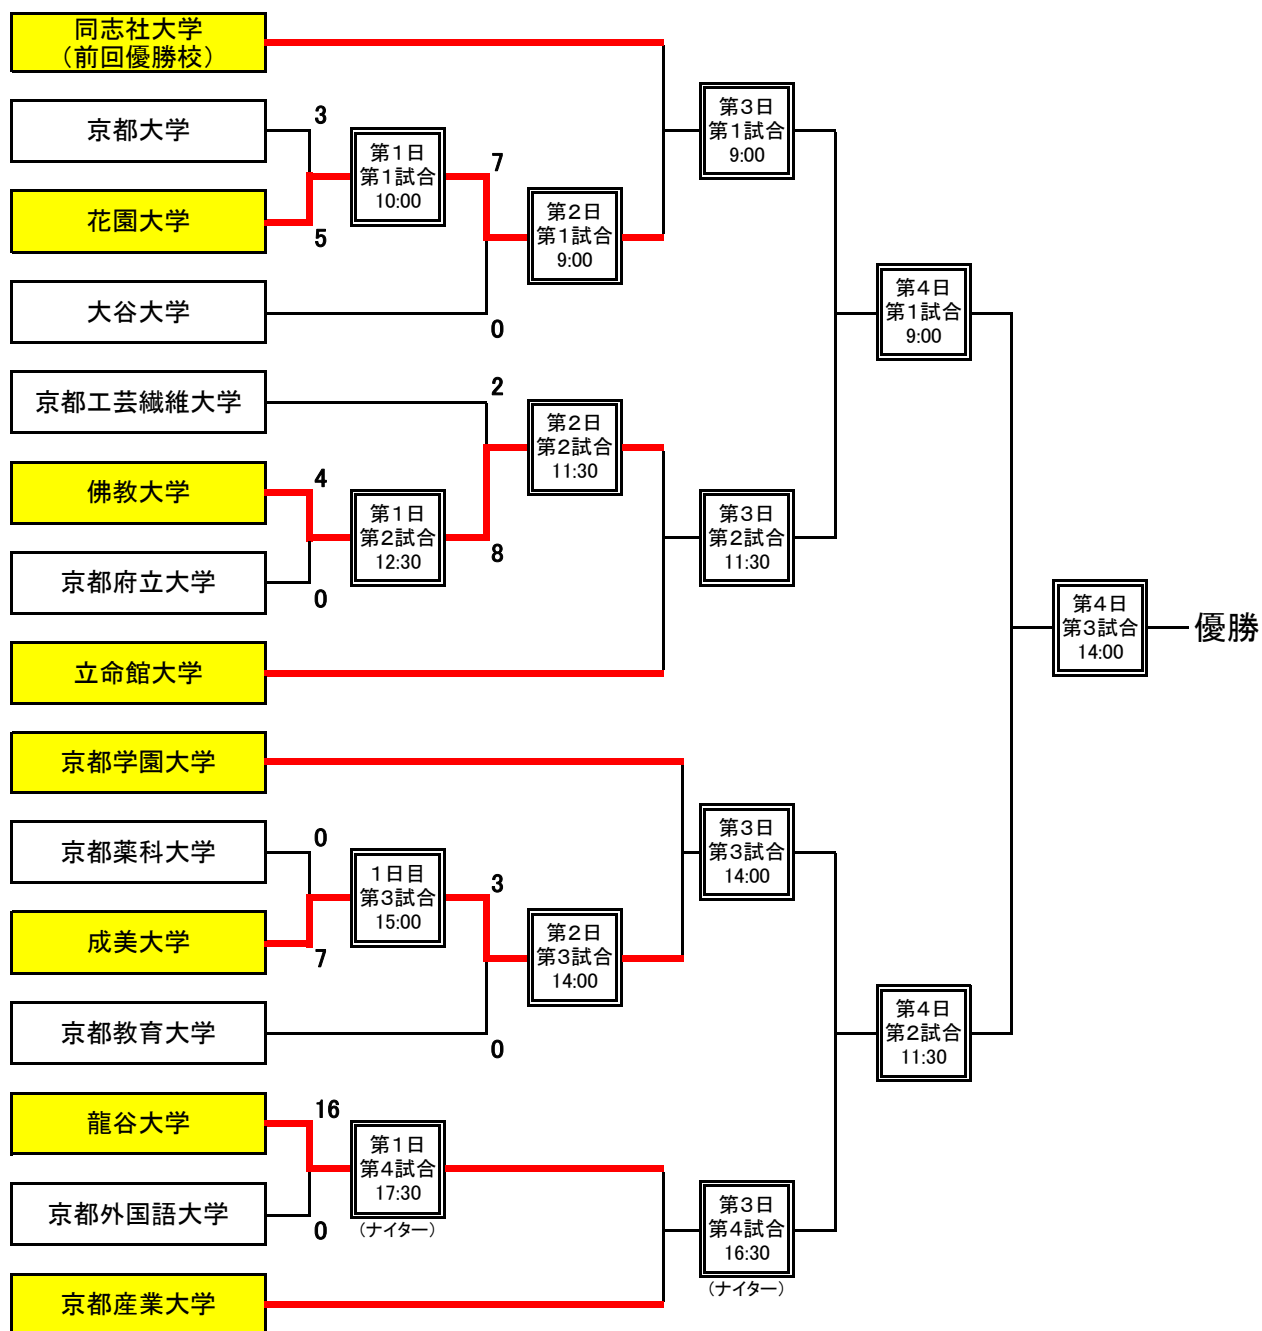 同志社大学
（前回優勝校）
京都大学
3
第１日
第１試合
10:00
7
第３日
第１試合
9:00
花園大学
5
第２日
第１試合
9:00
大谷大学
0
第４日
第１試合
9:00
京都工芸繊維大学
2
第２日
第２試合
11:30
佛教大学
4
第１日
第２試合
12:30
8
第３日
第２試合
11:30
京都府立大学
0
立命館大学
第４日
第３試合
14:00
優勝
京都学園大学
京都薬科大学
0
１日目
第３試合
15:00
3
第３日
第３試合
14:00
成美大学
7
第２日
第３試合
14:00
京都教育大学
0
第４日
第２試合
11:30
龍谷大学
16
第１日
第４試合
17:30
（ナイター）
京都外国語大学
0
第３日
第４試合
16:30
（ナイター）
京都産業大学